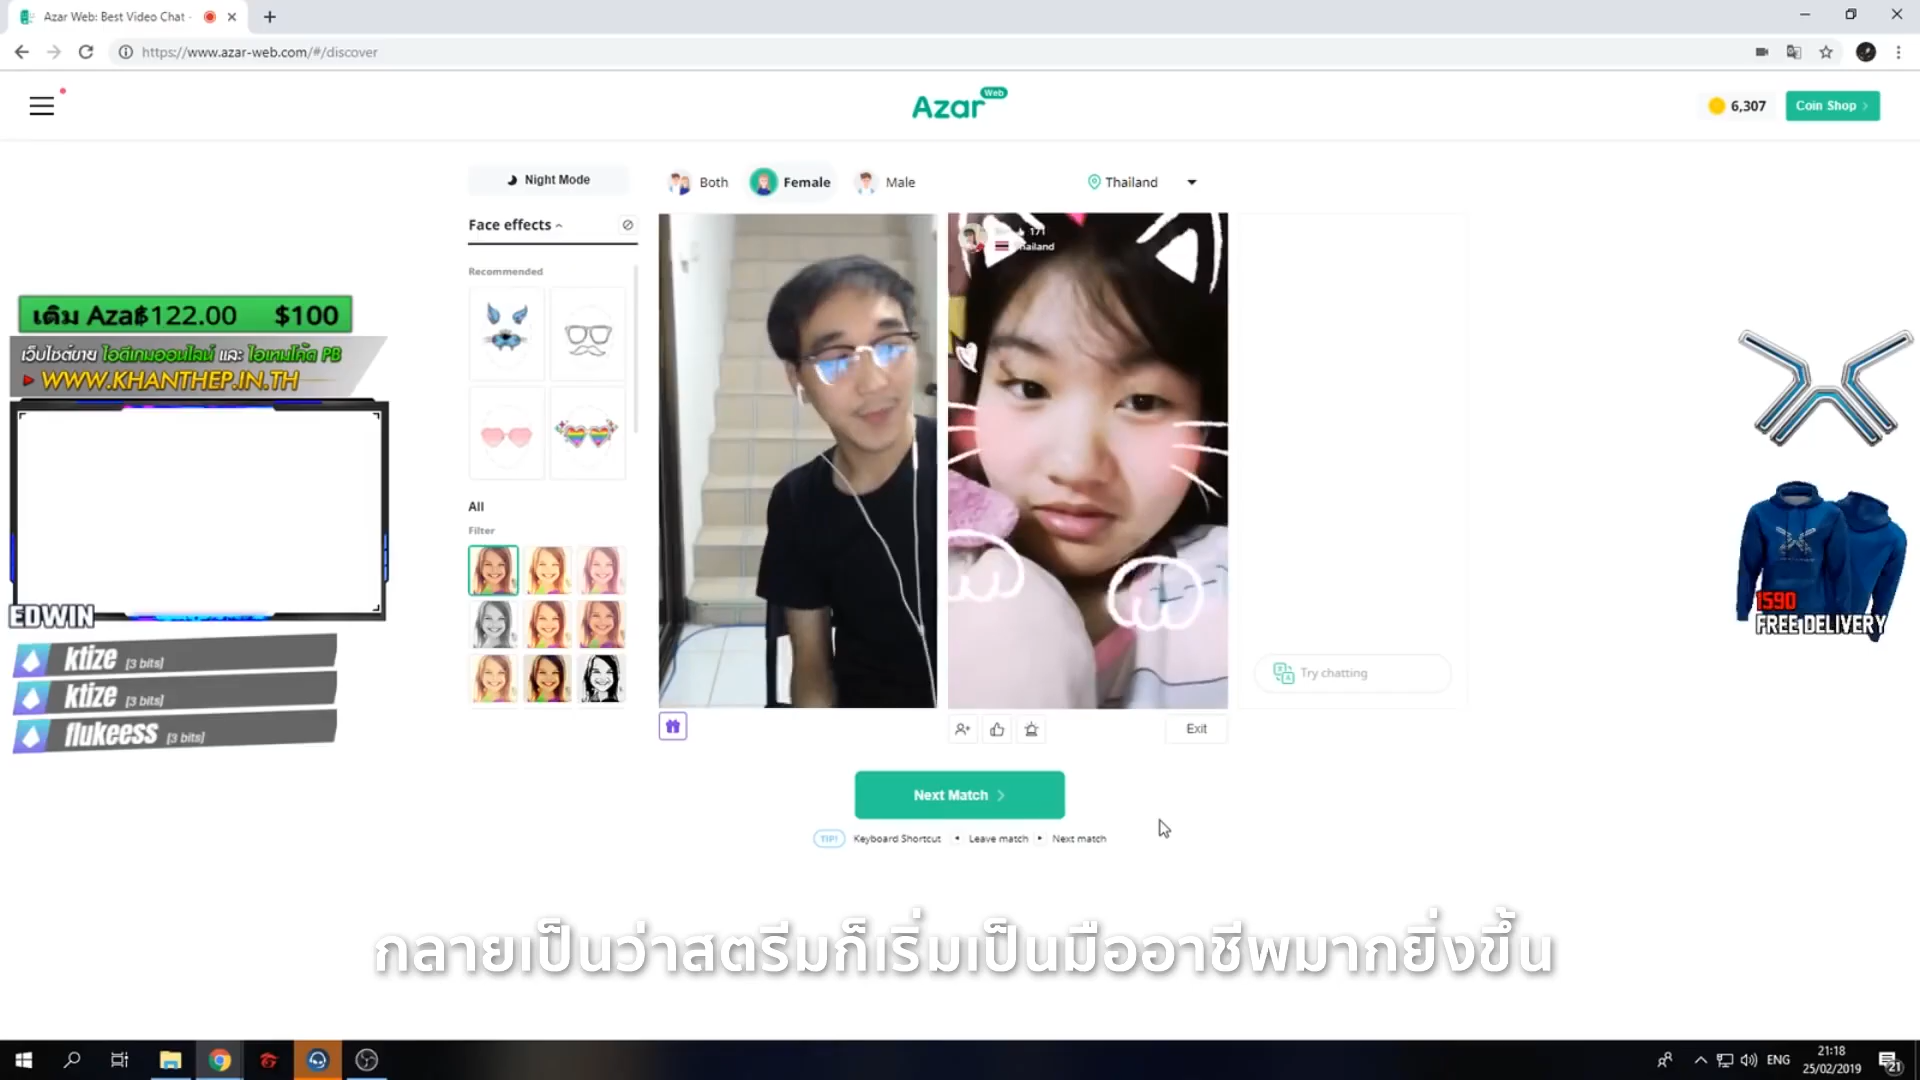 Azar Web: Best Video Chat -
https://www.azar-web.com/#/discover
Azar Web
6,307
Coin Shop
Night Mode
Both
Female
Male
Thailand
Face effects
Recommended
171
hailand
เติม Aza฿122.00 $100
เว็บไซต์ขาย ไอดีเกมออนไลน์ และ ไอเทมโค้ด PB
WWW.KHANTHEP.IN.TH
All
Filter
EDWIN
1590
FREE DELIVERY
ktize [3 bits]
ktize [3 bits]
flukeess [3 bits]
Try chatting
Exit
Next Match
TIP! Keyboard Shortcut Leave match Next match
กลายเป็นว่าสตรีมก็เริ่มเป็นมืออาชีพมากยิ่งขึ้น
ENG
21:18
25/02/2019
21